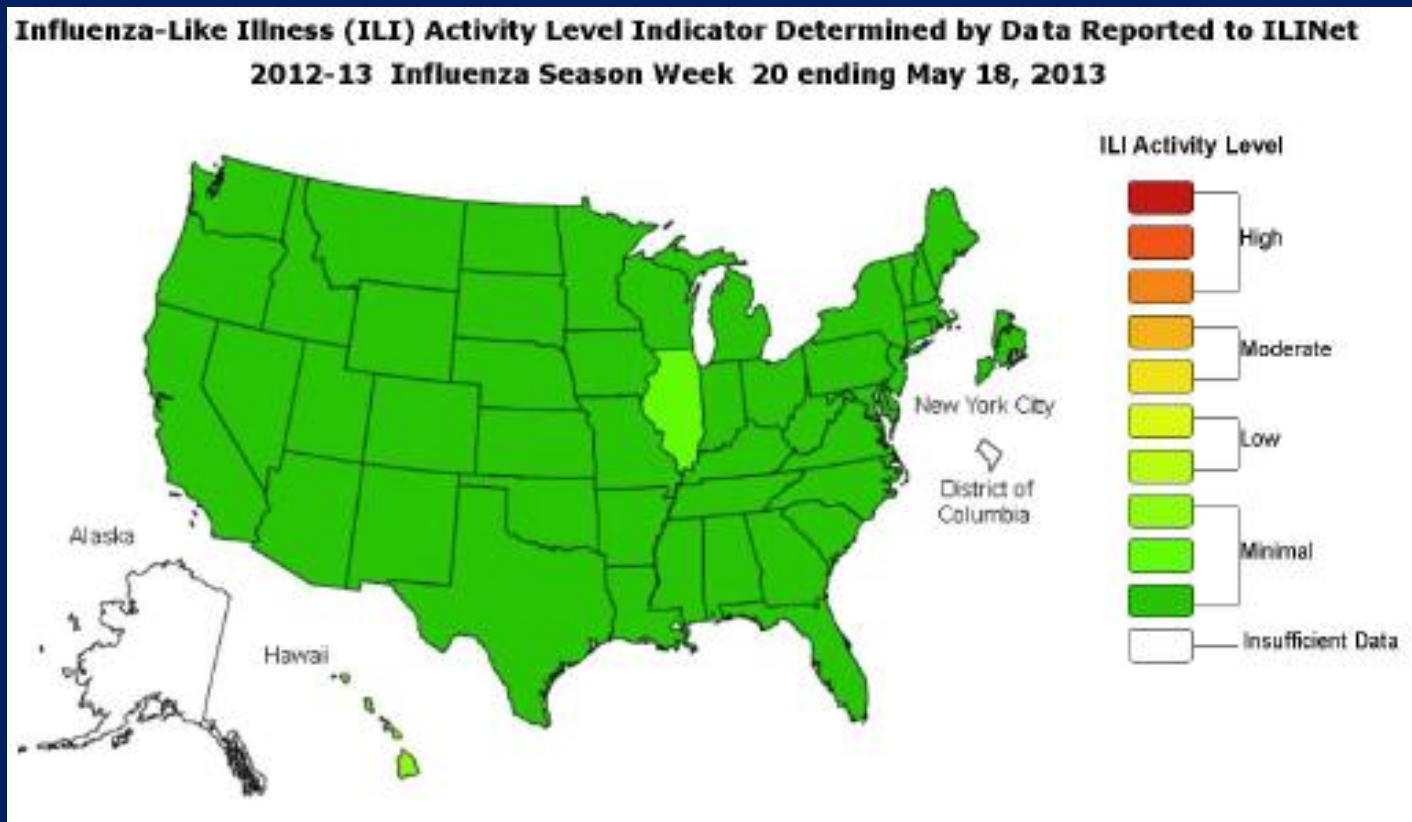 Influenza-Like Illness (ILI) Activity Level Indicator Determined by Data Reported to ILINet
2012-13 Influenza Season Week 20 ending May 18, 2013
ILI Activity Level
High
Moderate
New York City
Low
District of
Columbia
Alaska
Minimal
Hawaii
Insufficient Data